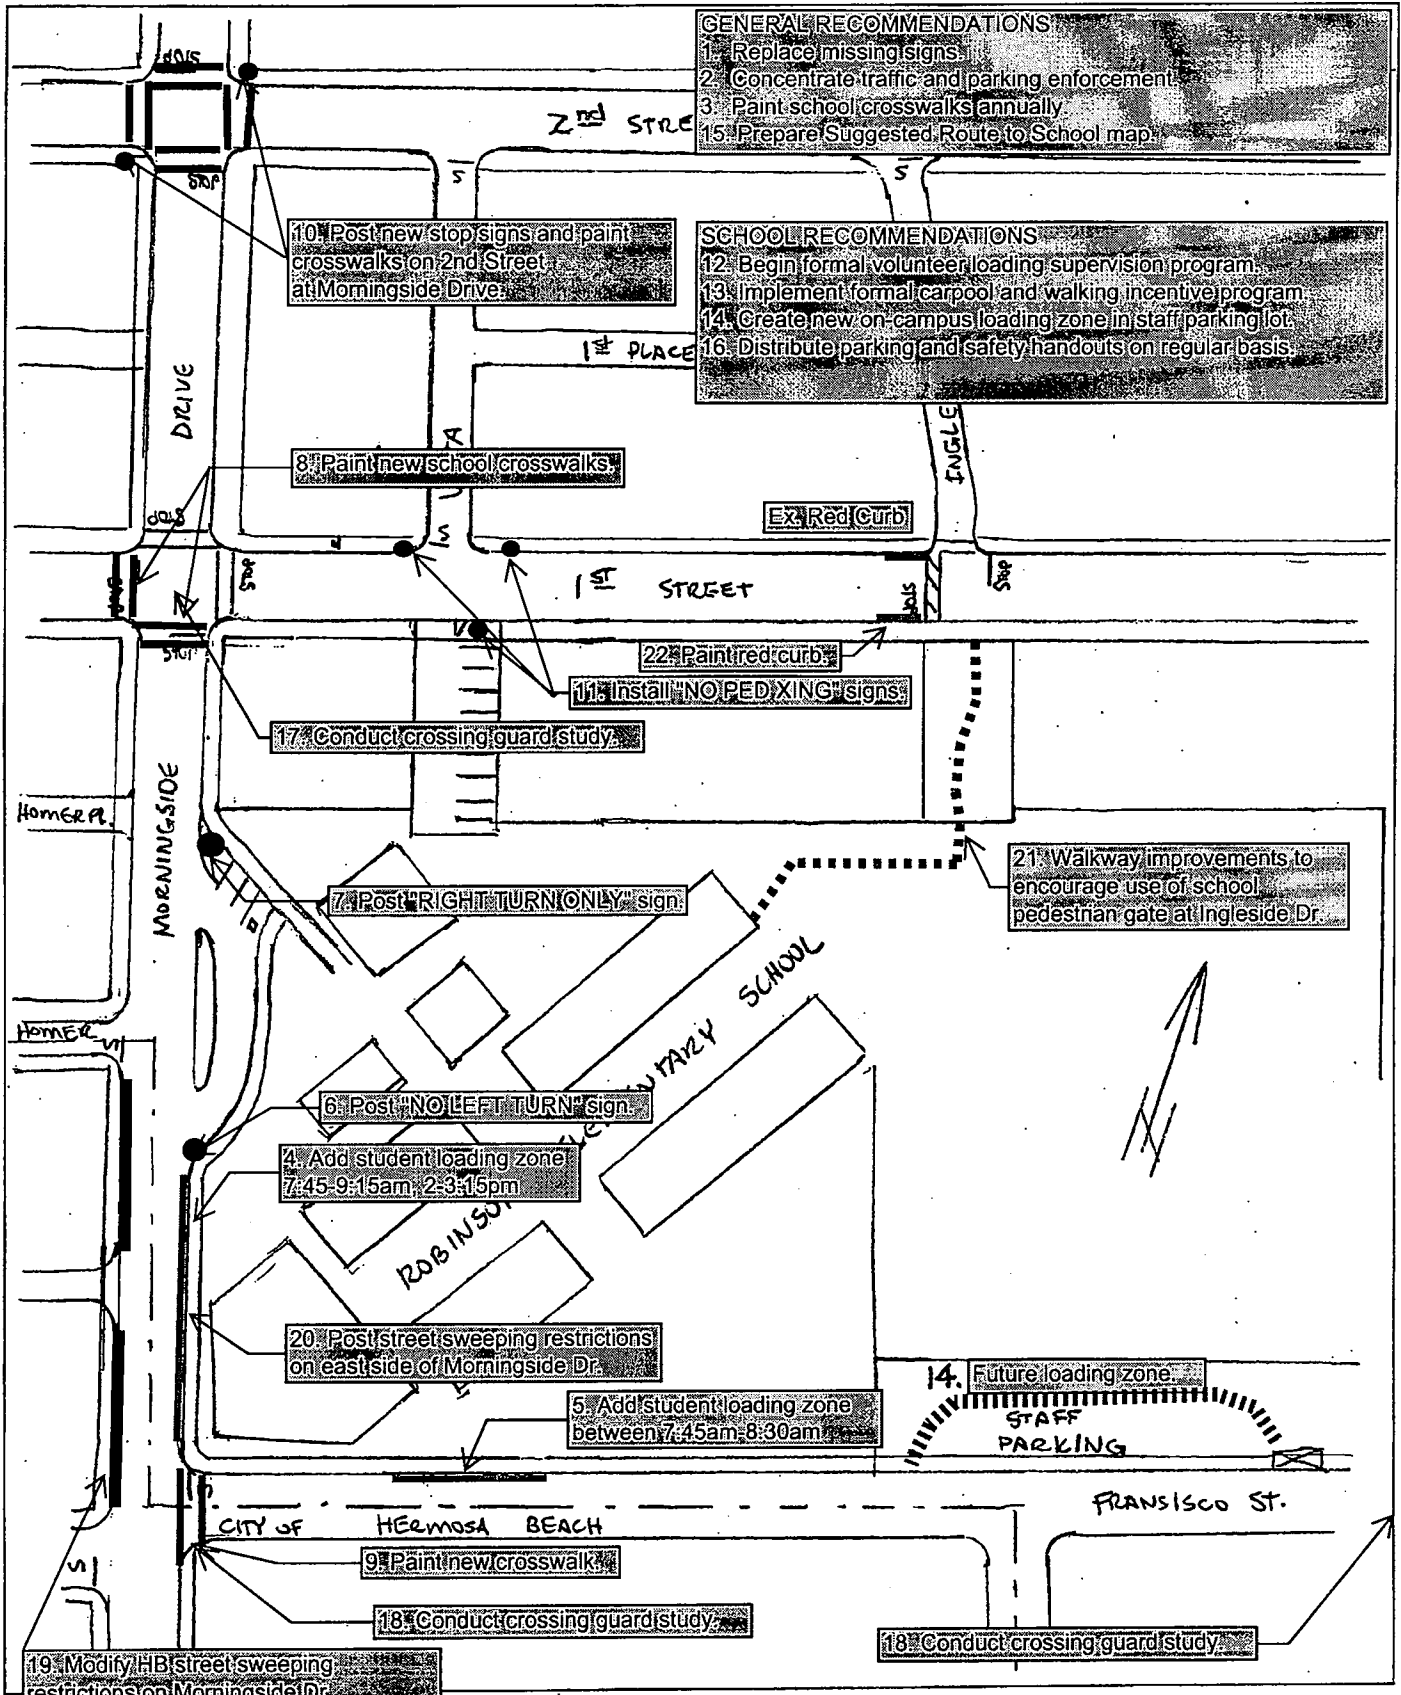 GENERAL RECOMMENDATIONS
1. Replace missing signs
2. Concentrate traffic and parking enforcement.
3. Paint school crosswalks annually.
15. Prepare Suggested Route to School map.
STOP
2nd STRE
STOP
S
S
10. Post new stop signs and paint
crosswalks on 2nd Street
at Morningside Drive.
SCHOOL RECOMMENDATIONS
12. Begin formal volunteer loading supervision program.
13. Implement formal carpool and walking incentive program
14. Create new on-campus loading zone in staff parking lot.
16. Distribute parking and safety handouts on regular basis.
1st PLACE
DRIVE
INGLE
8. Paint new school crosswalks.
Ex. Red Curb
STOP
STOP
STOP
1ST STREET
STOP
STOP
STOP
22. Paint red curb.
11. Install "NO PED XING" signs.
17. Conduct crossing guard study.
MORNINGSIDE
HOMER Pl.
21. Walkway improvements to
encourage use of school
pedestrian gate at Ingleside Dr.
7. Post "RIGHT TURN ONLY" sign.
HOMER
S
N
6. Post "NO LEFT TURN" sign.
4. Add student loading zone
7:45-9:15am, 2-3:15pm
ROBINSO ELEMENTARY SCHOOL
20. Post street sweeping restrictions
on east side of Morningside Dr.
14. Future loading zone
STAFF
PARKING
5. Add student loading zone
between 7:45am-8:30am
FRANSISCO ST.
CITY OF HERMOSA BEACH
9. Paint new crosswalk.
S
18. Conduct crossing guard study.
18. Conduct crossing guard study.
19. Modify HB street sweeping
restrictions on Morningside Dr.